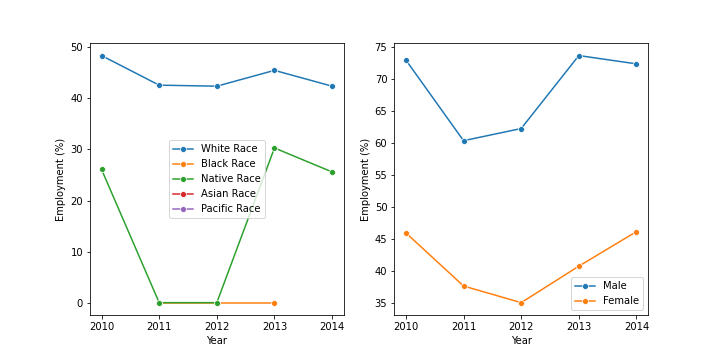 50
40
30
20
10
0
Employment (%)
White Race
Black Race
Native Race
Asian Race
Pacific Race
2010 2011 2012 2013 2014
Year
75
70
65
60
55
50
45
40
35
Employment (%)
Male
Female
2010 2011 2012 2013 2014
Year